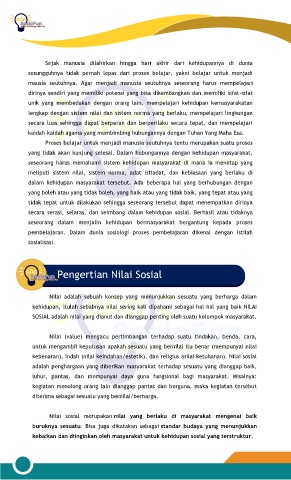 Sejak manusia dilahirkan hingga hari akhir dari kehidupannya di dunia
sesungguhnya tidak pernah lepas dari proses belajar, yakni belajar untuk menjadi
mausia seutuhnya. Agar menjadi manusia seutuhnya seseorang harus mempelajari
dirinya sendiri yang memiliki potensi yang bisa dikembangkan dan memiliki sifat-sifat
unik yang membedakan dengan orang lain, mempelajari kehidupan kemasyarakatan
lengkap dengan sistem nilai dan sistem norma yang berlaku, mempelajari lingkungan
secara luas sehingga dapat berperan dan berperilaku secara tepat, dan mempelajari
kaidah-kaidah agama yang membimbing hubungannya dengan Tuhan Yang Maha Esa.
Proses belajar untuk menjadi manusia seutuhnya tentu merupakan suatu proses
yang tidak akan kunjung selesai. Dalam hubungannya dengan kehidupan masyarakat,
seseorang harus memahami sistem kehidupan masyarakat di mana ia menetap yang
meliputi sistem nilai, sistem norma, adat istiadat, dan kebiasaan yang berlaku di
dalam kehidupan masyarakat tersebut. Ada beberapa hal yang berhubungan dengan
yang boleh atau yang tidak boleh, yang baik atau yang tidak baik, yang tepat atau yang
tidak tepat untuk dilakukan sehingga seseorang tersebut dapat menempatkan dirinya
secara serasi, selaras, dan seimbang dalam kehidupan sosial. Berhasil atau tidaknya
seseorang dalam menjalin kehidupan bermasyarakat bergantung kepada proses
pembelajaran. Dalam dunia sosiologi proses pembelajaran dikenal dengan istilah
sosialisasi.
Pengertian Nilai Sosial
Nilai adalah sebuah konsep yang menunjukkan sesuatu yang berharga dalam
kehidupan, itulah sebabnya nilai sering kali dipahami sebagai hal-hal yang baik NILAI
SOSIAL adalah nilai yang dianut dan dianggap penting oleh suatu kelompok masyarakat.
Nilai (value) mengacu pertimbangan terhadap suatu tindakan, benda, cara,
untuk mengambil keputusan apakah sesuatu yang bernilai itu benar (mempunyai nilai
kebenaran), indah (nilai keindahan/estetik), dan religius (nilai ketuhanan). Nilai sosial
adalah penghargaan yang diberikan masyarakat terhadap sesuatu yang dianggap baik,
luhur, pantas, dan mempunyai daya guna fungsional bagi masyarakat. Misalnya:
kegiatan menolong orang lain dianggap pantas dan berguna, maka kegiatan tersebut
diterima sebagai sesuatu yang bernilai/berharga.
Nilai sosial merupakan nilai yang berlaku di masyarakat mengenai baik
buruknya sesuatu. Bisa juga dikatakan sebagai standar budaya yang menunjukkan
kebaikan dan diinginkan oleh masyarakat untuk kehidupan sosial yang terstruktur.